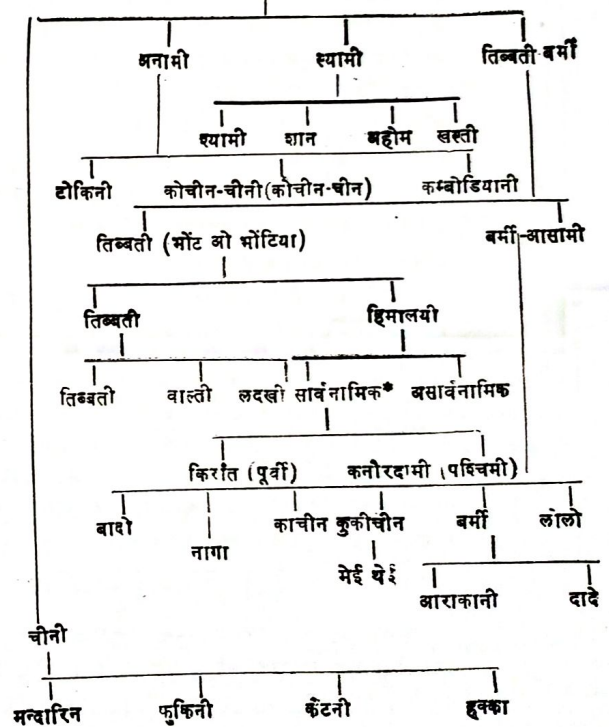 अनामी स्यामी तिब्बती बर्मी
श्यामी शान अहोम खस्ती
टोकिनी कोचीन-चीनी (कोचीन-चीन) कम्बोडियानी
तिब्बती (भोंट ओ भोंटिया) बर्मी-आसामी
तिब्बती हिमालयी
तिब्बती वाल्ती लदखी सार्वनामिक* असार्वनामिक
किरांत (पूर्वी) कनौरदामी (पश्चिमी)
बादो नागा काचीन कुकीचीन बर्मी लोलो
मेई थेई
आराकानी दादे
चीनी
मन्दारिन फुकिनी कैंटनी हक्का